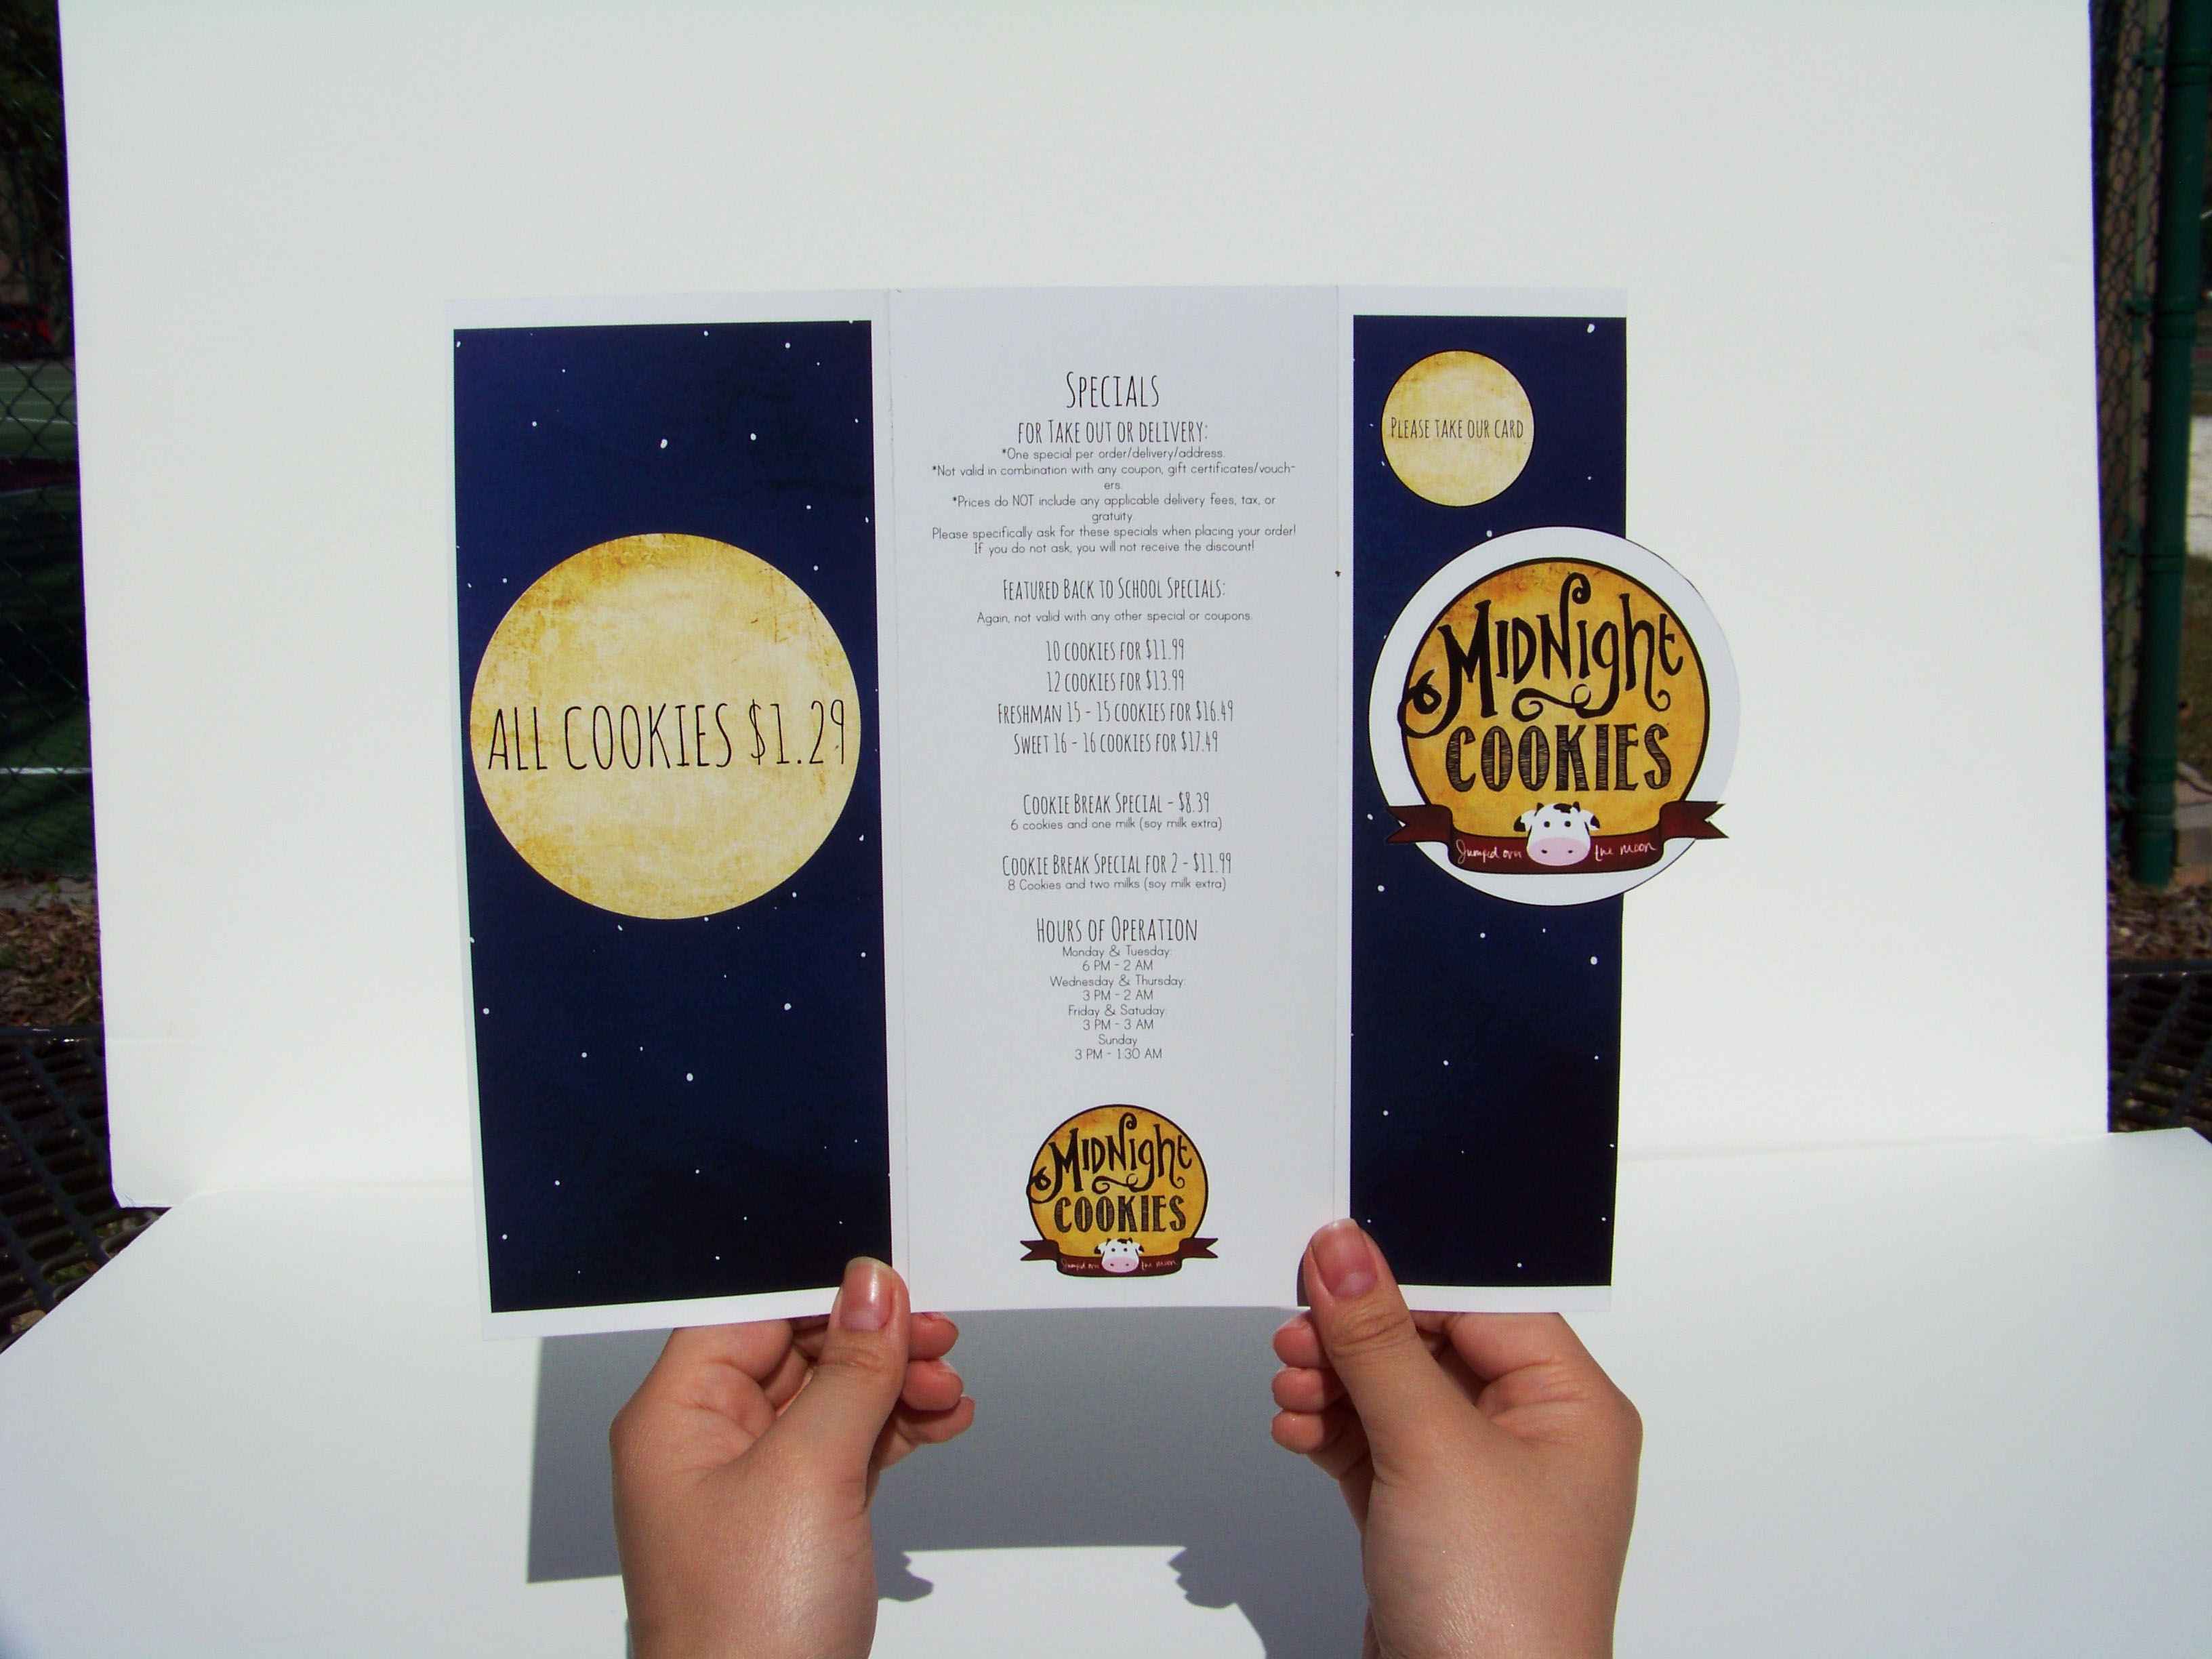 ALL COOKIES $1.29
SPECIALS
FOR TAKE OUT OR DELIVERY:
*One special per order/delivery/address.
*Not valid in combination with any coupon, gift certificates/vouch-
ers.
*Prices do NOT include any applicable delivery fees, tax, or
gratuity.
Please specifically ask for these specials when placing your order!
If you do not ask, you will not receive the discount!
FEATURED BACK TO SCHOOL SPECIALS:
Again, not valid with any other special or coupons.
10 COOKIES FOR $11.99
12 COOKIES FOR $13.99
FRESHMAN 15 - 15 COOKIES FOR $16.49
SWEET 16 - 16 COOKIES FOR $17.49
COOKIE BREAK SPECIAL - $8.39
6 cookies and one milk (soy milk extra)
COOKIE BREAK SPECIAL FOR 2 - $11.99
8 Cookies and two milks (soy milk extra)
HOURS OF OPERATION
Monday & Tuesday:
6 PM - 2 AM
Wednesday & Thursday:
3 PM - 2 AM
Friday & Satuday:
3 PM - 3 AM
Sunday
3 PM - 1:30 AM
MIDNight
COOKIES
Jumped ovr the moon
PLEASE TAKE OUR CARD
MIDNight
COOKIES
Jumped ovr the moon